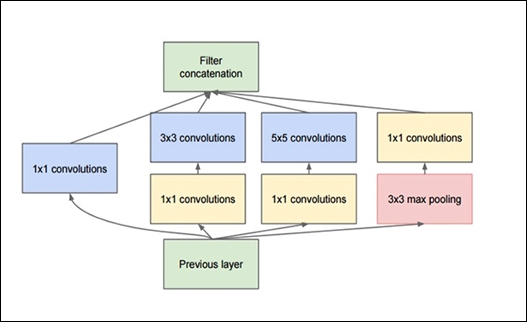 Filter
concatenation
3x3 convolutions
5x5 convolutions
1x1 convolutions
1x1 convolutions
1x1 convolutions
1x1 convolutions
3x3 max pooling
Previous layer